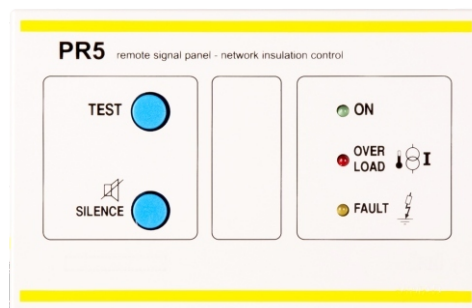 PR5 remote signal panel - network insulation control
TEST
SILENCE
ON
OVER
LOAD
I
FAULT